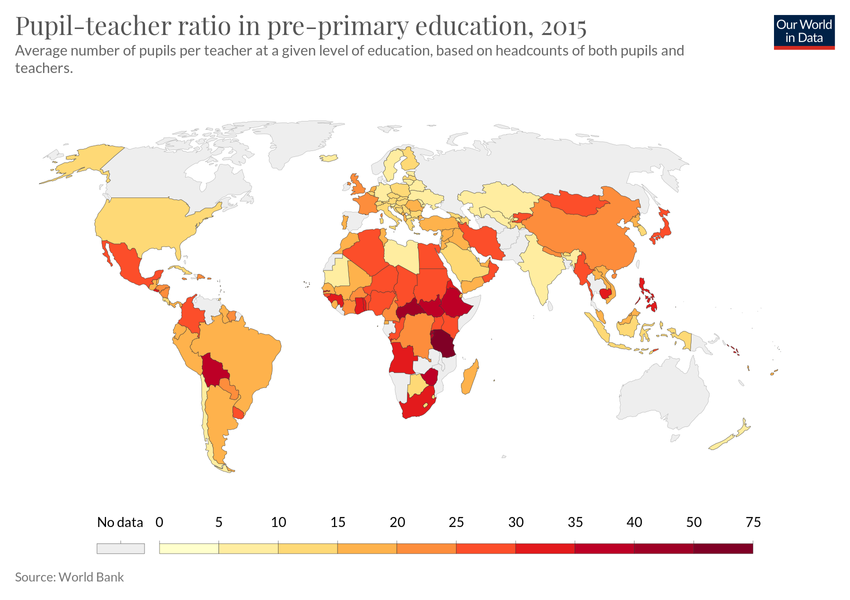 Pupil-teacher ratio in pre-primary education, 2015
Our World
in Data
Average number of pupils per teacher at a given level of education, based on headcounts of both pupils and
teachers.
No data 0 5 10 15 20 25 30 35 40 50 75
Source: World Bank